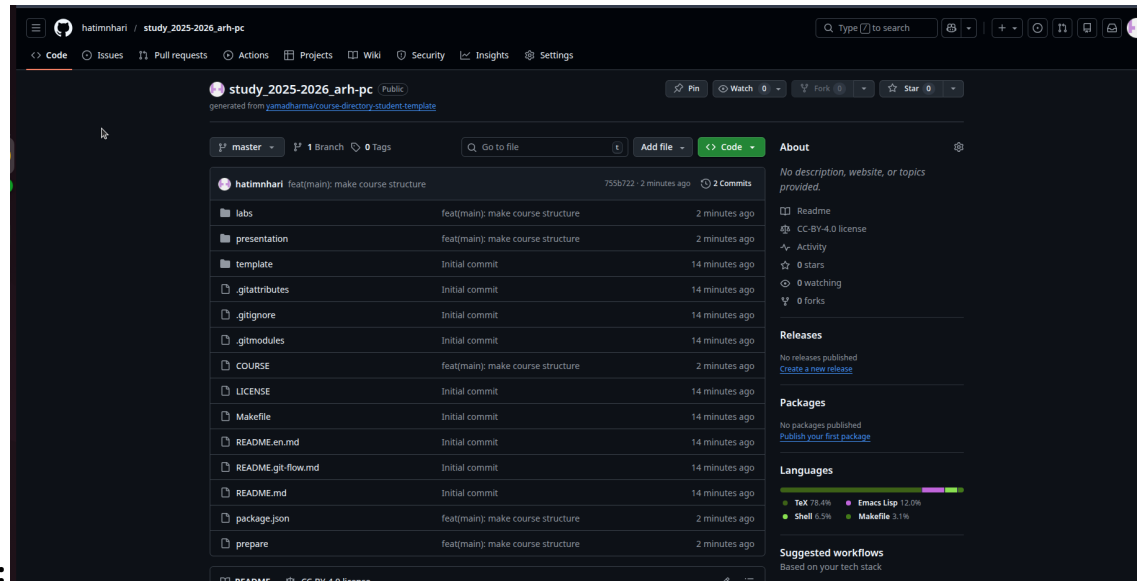 hatimnhari / study_2025-2026_arh-pc
Type / to search
Code Issues Pull requests Actions Projects Wiki Security Insights Settings
study_2025-2026_arh-pc Public
Pin Watch 0 Fork 0 Star 0
generated from yamadharma/course-directory-student-template
master 1 Branch 0 Tags Go to file t Add file Code
hatimnhari feat(main): make course structure 755b722 · 2 minutes ago 2 Commits
labs feat(main): make course structure 2 minutes ago
presentation feat(main): make course structure 2 minutes ago
template Initial commit 14 minutes ago
.gitattributes Initial commit 14 minutes ago
.gitignore Initial commit 14 minutes ago
.gitmodules Initial commit 14 minutes ago
COURSE feat(main): make course structure 2 minutes ago
LICENSE Initial commit 14 minutes ago
Makefile Initial commit 14 minutes ago
README.en.md Initial commit 14 minutes ago
README.git-flow.md Initial commit 14 minutes ago
README.md Initial commit 14 minutes ago
package.json feat(main): make course structure 2 minutes ago
prepare feat(main): make course structure 2 minutes ago
README CC-BY-4.0 license
About
No description, website, or topics
provided.
Readme
CC-BY-4.0 license
Activity
0 stars
0 watching
0 forks
Releases
No releases published
Create a new release
Packages
No packages published
Publish your first package
Languages
TeX 78.4% Emacs Lisp 12.0%
Shell 6.5% Makefile 3.1%
Suggested workflows
Based on your tech stack